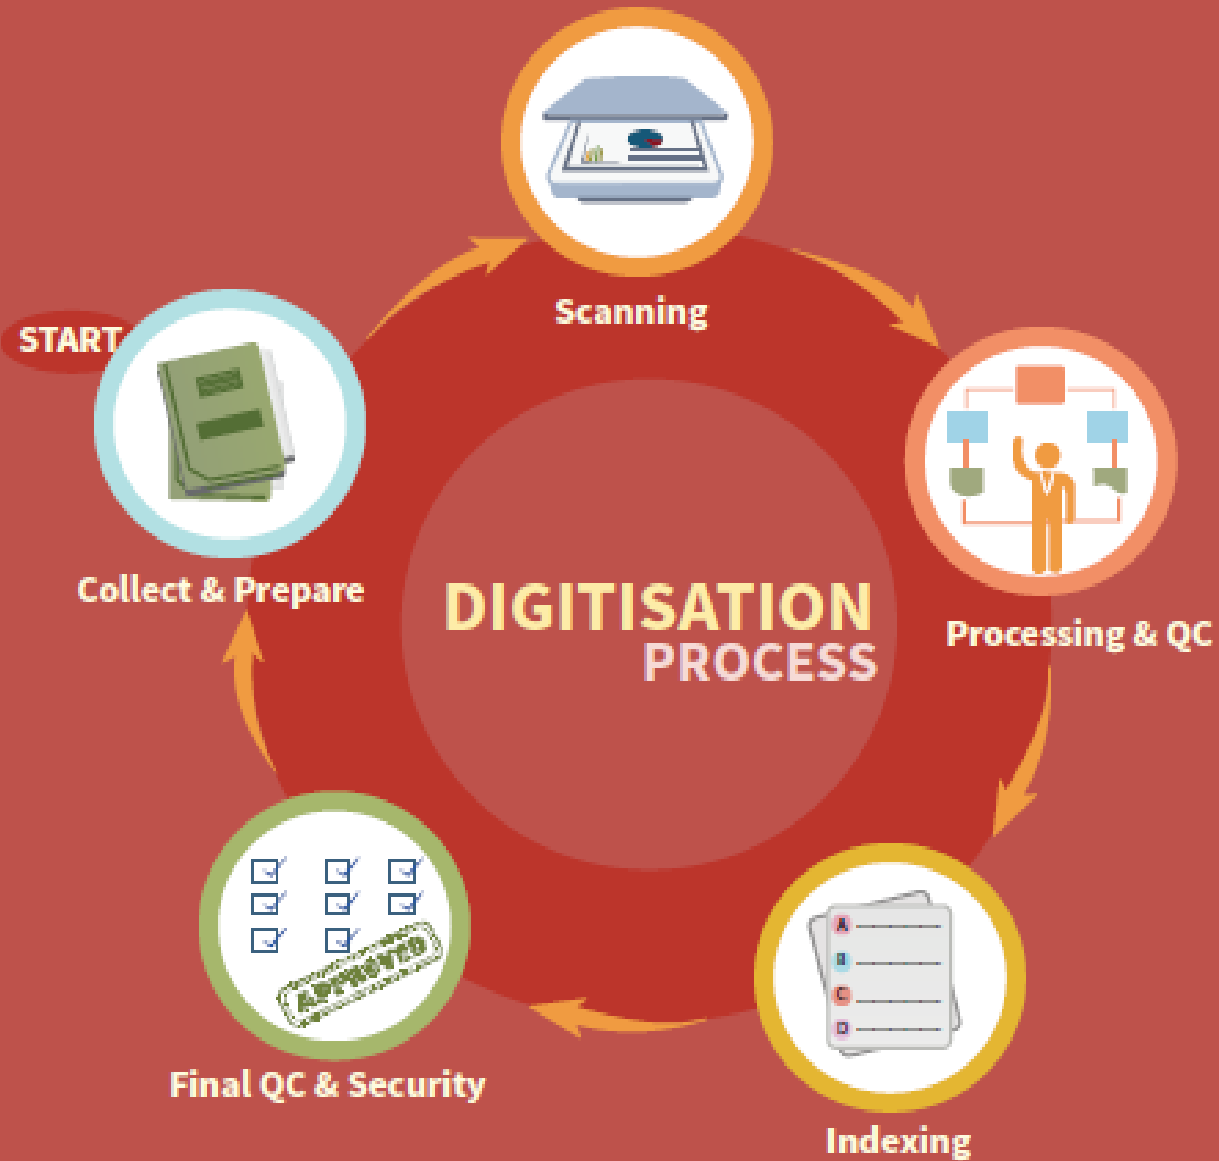 Scanning
START
Collect & Prepare
DIGITISATION
PROCESS
Processing & QC
APPROVED
Final QC & Security
A
B
C
D
Indexing